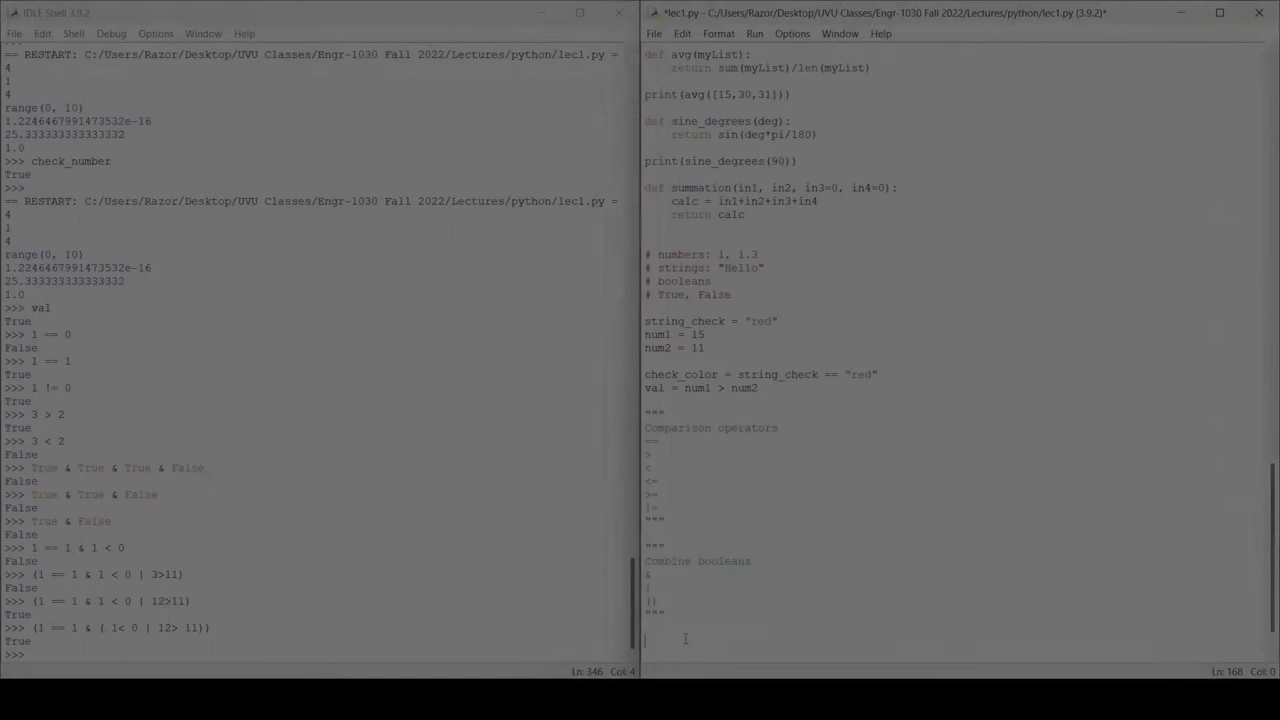 IDLE Shell 3.9.2
File Edit Shell Debug Options Window Help
== RESTART: C:/Users/Razor/Desktop/UVU Classes/Engr-1030 Fall 2022/Lectures/python/lec1.py =
4
1
4
range(0, 10)
1.2246467991473532e-16
25.333333333333332
1.0
>>> check_number
True
>>>
== RESTART: C:/Users/Razor/Desktop/UVU Classes/Engr-1030 Fall 2022/Lectures/python/lec1.py =
4
1
4
range(0, 10)
1.2246467991473532e-16
25.333333333333332
1.0
>>> val
True
>>> 1 == 0
False
>>> 1 == 1
True
>>> 1 != 0
True
>>> 3 > 2
True
>>> 3 < 2
False
>>> True & True & True & False
False
>>> True & True & False
False
>>> True & False
False
>>> 1 == 1 & 1 < 0
False
>>> (1 == 1 & 1 < 0 | 3>11)
False
>>> (1 == 1 & 1 < 0 | 12>11)
True
>>> (1 == 1 & ( 1< 0 | 12> 11))
True
>>>
Ln: 346 Col: 4
*lec1.py - C:/Users/Razor/Desktop/UVU Classes/Engr-1030 Fall 2022/Lectures/python/lec1.py (3.9.2)*
File Edit Format Run Options Window Help
def avg(myList):
    return sum(myList)/len(myList)
print(avg([15,30,31]))
def sine_degrees(deg):
    return sin(deg*pi/180)
print(sine_degrees(90))
def summation(in1, in2, in3=0, in4=0):
    calc = in1+in2+in3+in4
    return calc
# numbers: 1, 1.3
# strings: "Hello"
# booleans
# True, False
string_check = "red"
num1 = 15
num2 = 11
check_color = string_check == "red"
val = num1 > num2
"""
Comparison operators
==
>
<
<=
>=
!=
"""
"""
Combine booleans
&
|
()
"""
Ln: 168 Col: 0